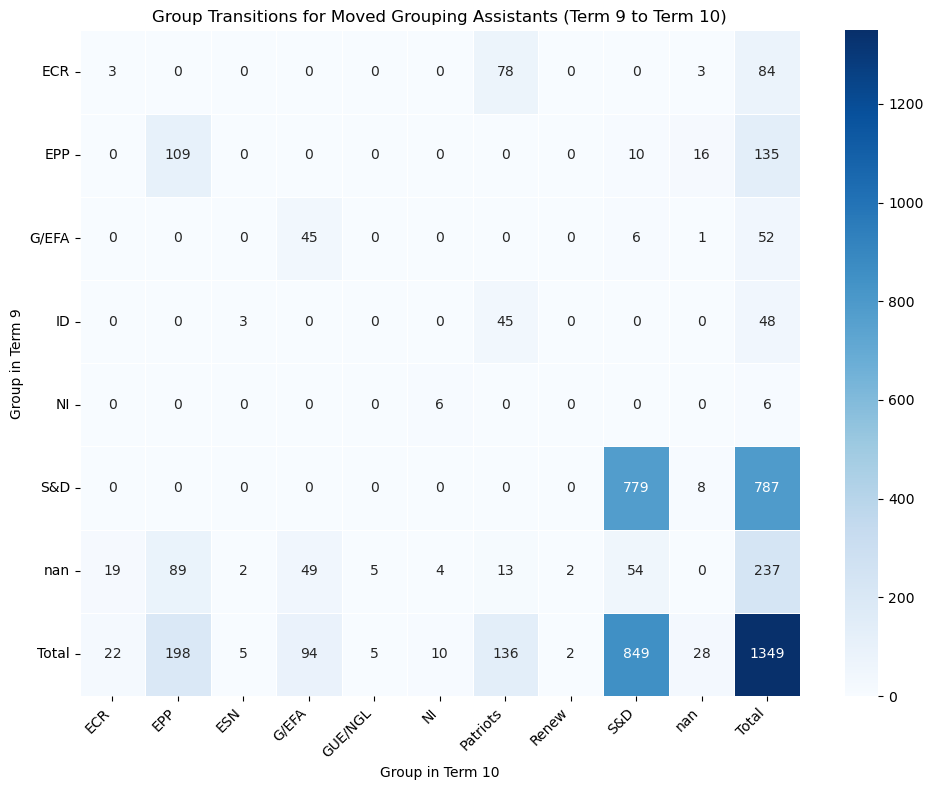 Group Transitions for Moved Grouping Assistants (Term 9 to Term 10)
Group in Term 9
ECR 3 0 0 0 0 0 78 0 0 3 84
EPP 0 109 0 0 0 0 0 0 10 16 135
G/EFA 0 0 0 45 0 0 0 0 6 1 52
ID 0 0 3 0 0 0 45 0 0 0 48
NI 0 0 0 0 0 6 0 0 0 0 6
S&D 0 0 0 0 0 0 0 0 779 8 787
nan 19 89 2 49 5 4 13 2 54 0 237
Total 22 198 5 94 5 10 136 2 849 28 1349
ECR EPP ESN G/EFA GUE/NGL NI Patriots Renew S&D nan Total
Group in Term 10
1200
1000
800
600
400
200
0